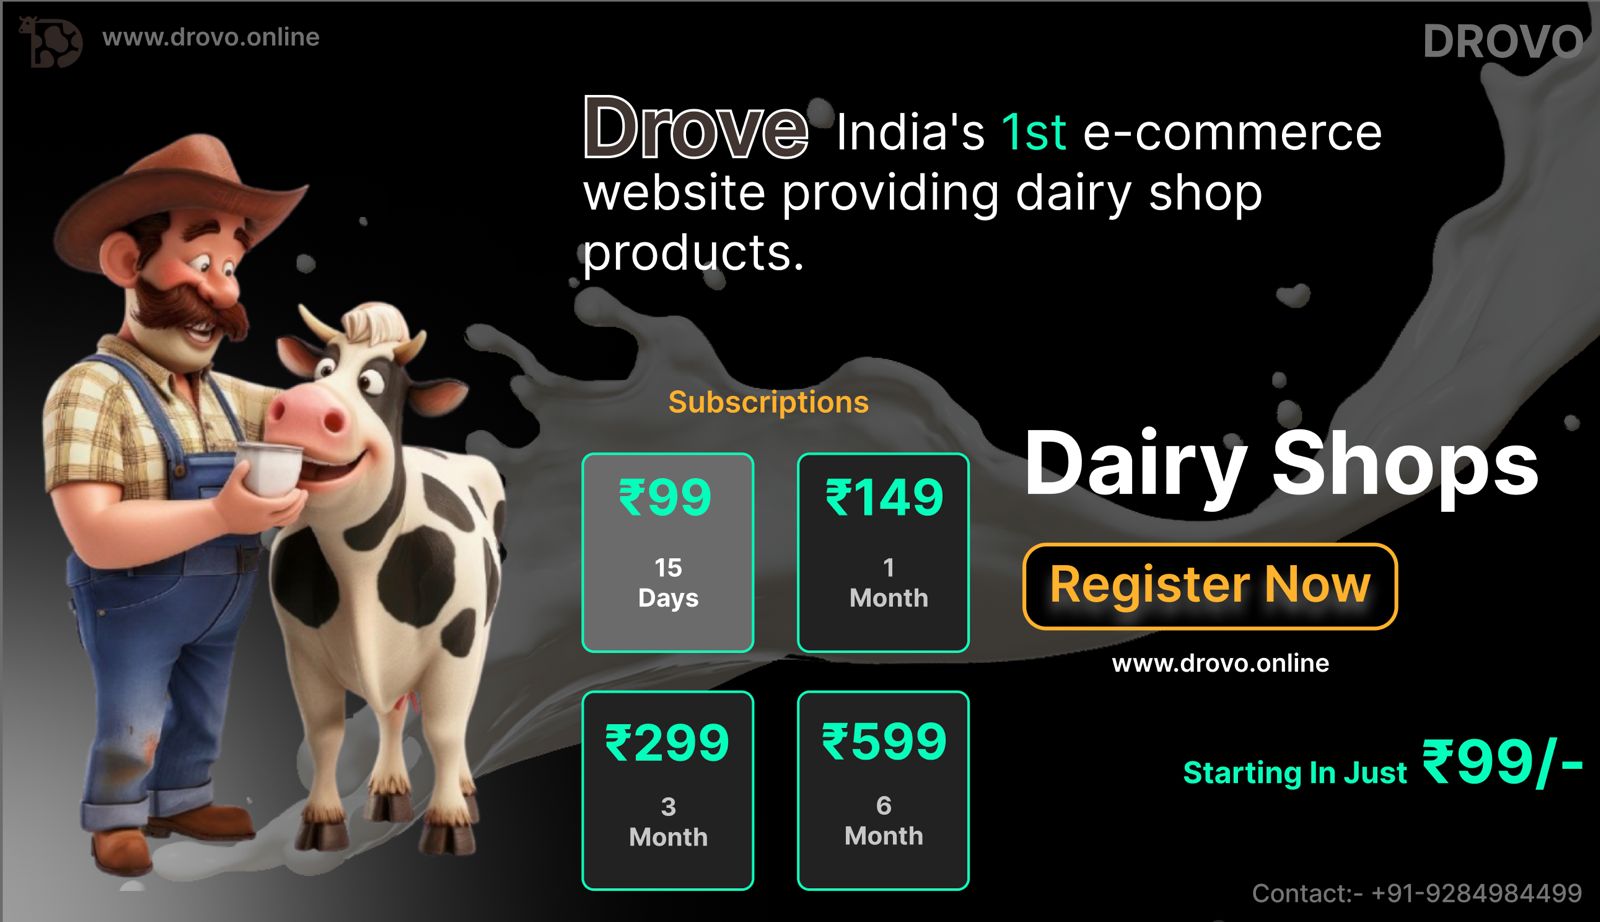 www.drovo.online
DROVO
Drove India's 1st e-commerce
website providing dairy shop
products.
Subscriptions
₹99
15
Days
₹149
1
Month
₹299
3
Month
₹599
6
Month
Dairy Shops
Register Now
www.drovo.online
Starting In Just ₹99/-
Contact:- +91-9284984499